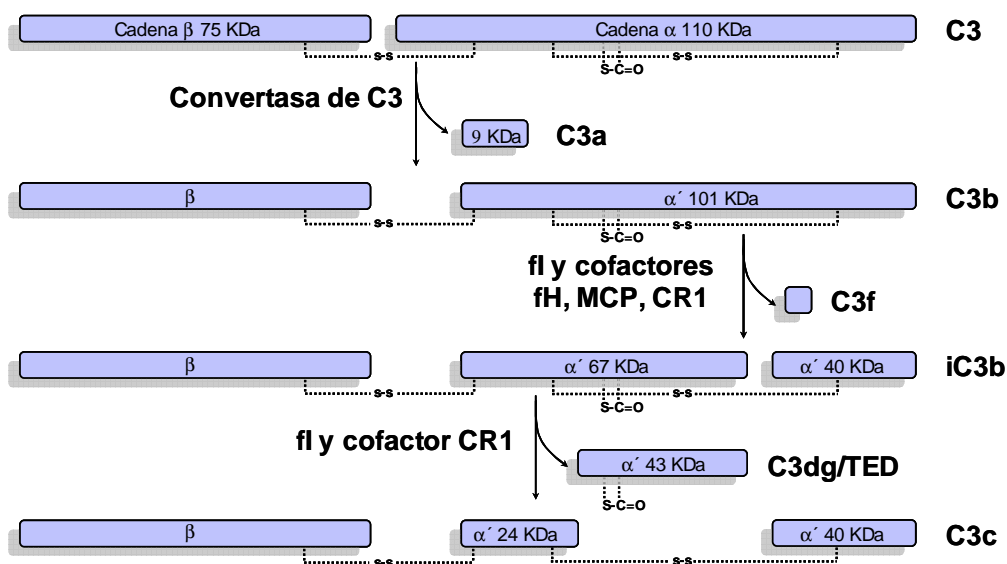 Cadena β 75 KDa
Cadena α 110 KDa
C3
s-s
S-C=O
s-s
Convertasa de C3
9 KDa
C3a
β
α´ 101 KDa
C3b
s-s
S-C=O
s-s
fI y cofactores
fH, MCP, CR1
C3f
β
α´ 67 KDa
α´ 40 KDa
iC3b
s-s
S-C=O
s-s
fI y cofactor CR1
α´ 43 KDa
C3dg/TED
S-C=O
β
α´ 24 KDa
α´ 40 KDa
C3c
s-s
s-s